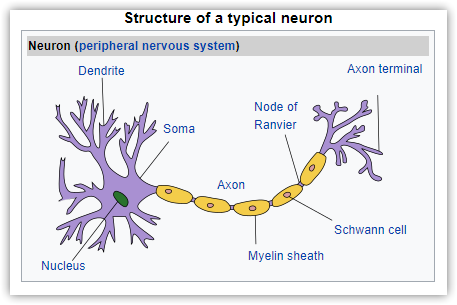 Structure of a typical neuron
Neuron (peripheral nervous system)
Dendrite
Axon terminal
Node of
Ranvier
Soma
Axon
Schwann cell
Myelin sheath
Nucleus